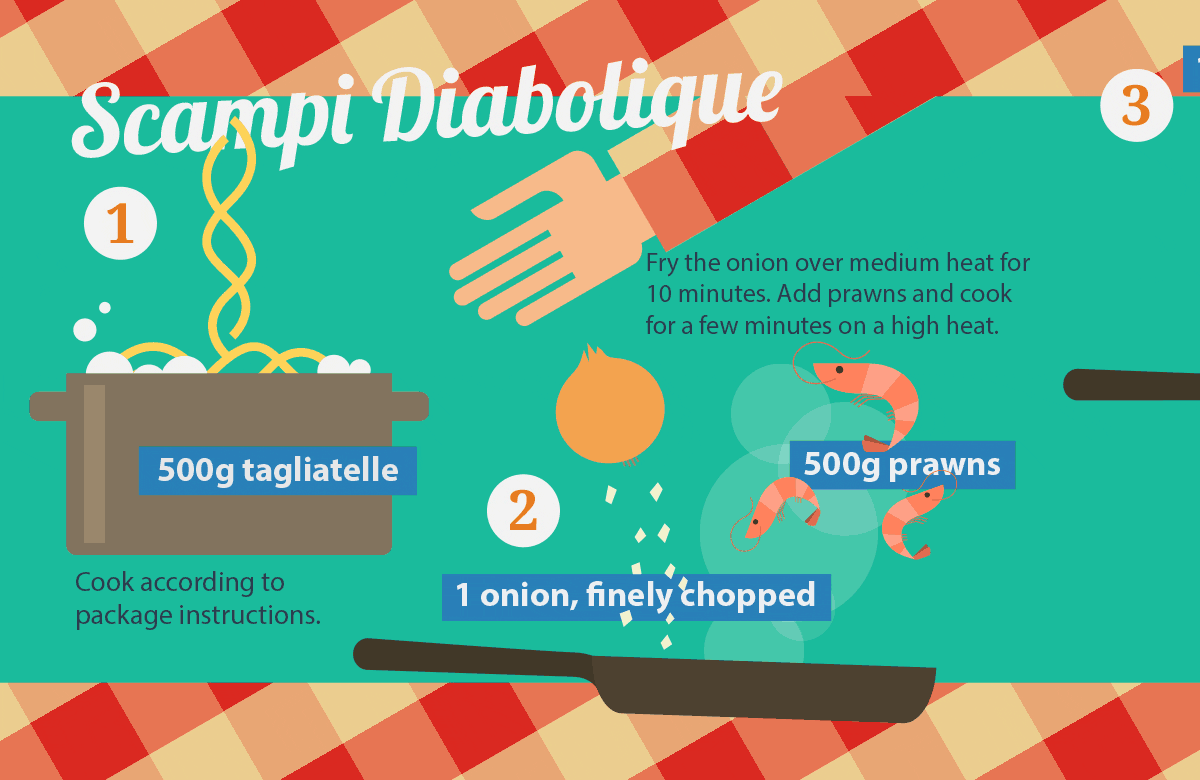 Scampi Diabolique
1
500g tagliatelle
Cook according to
package instructions.
2
1 onion, finely chopped
Fry the onion over medium heat for
10 minutes. Add prawns and cook
for a few minutes on a high heat.
500g prawns
3